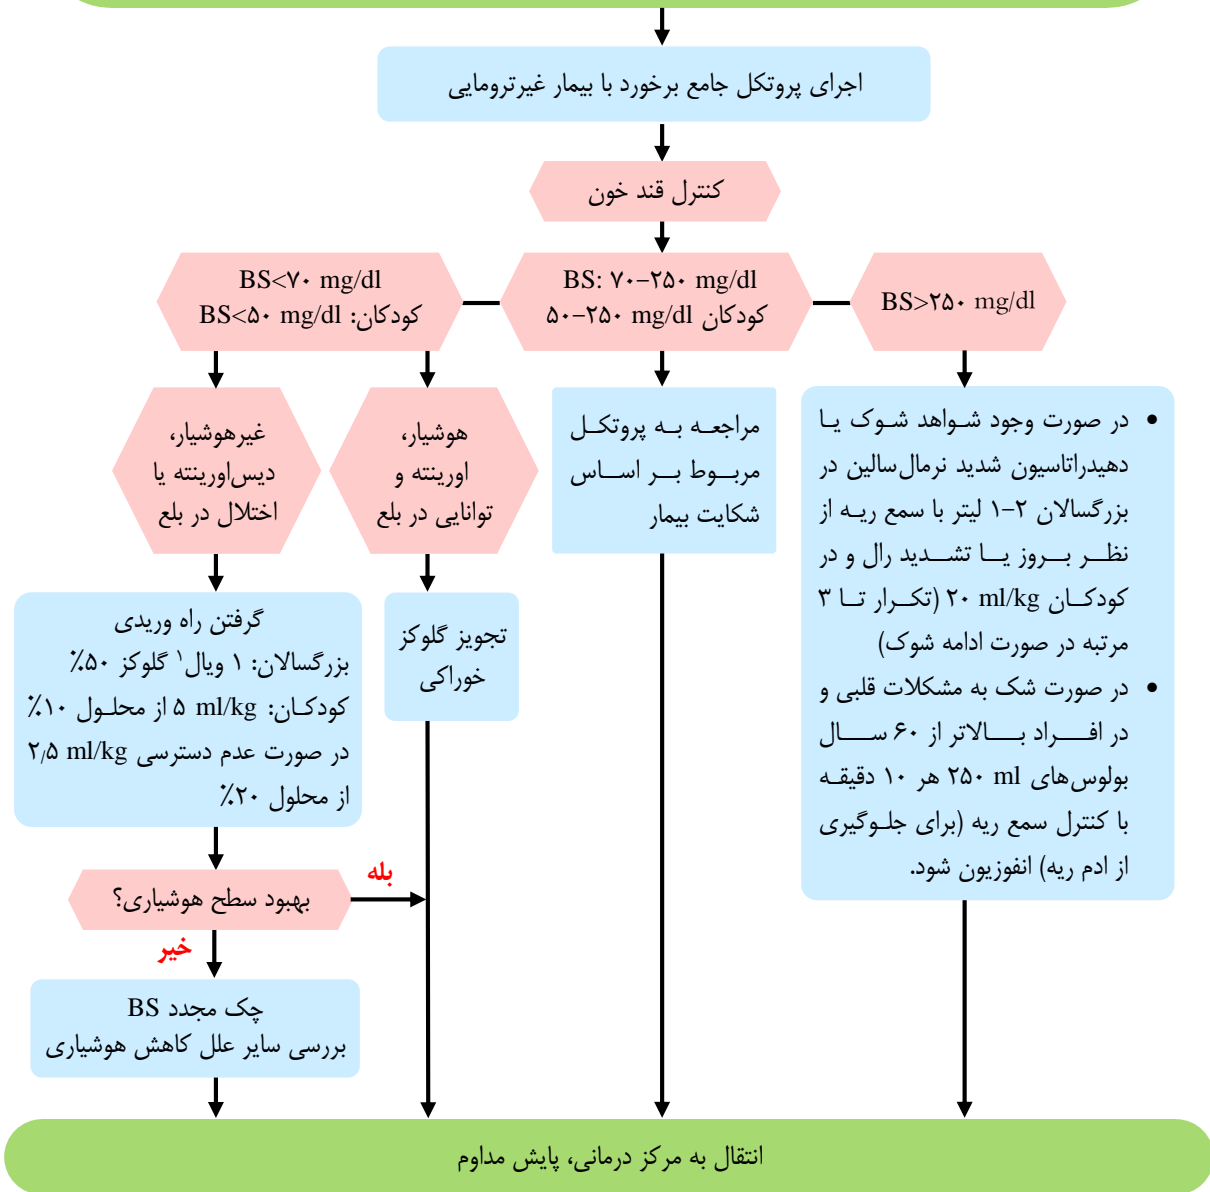 اجرای پروتکل جامع برخورد با بیمار غیرترومایی
کنترل قند خون
BS>۲۵۰ mg/dl
BS: ۷۰–۲۵۰ mg/dl
کودکان ۵۰–۲۵۰ mg/dl
BS<۷۰ mg/dl
کودکان: BS<۵۰ mg/dl
• در صورت وجود شواهد شوک یا
دهیدراتاسیون شدید نرمال‌سالین در
بزرگسالان ۲–۱ لیتر با سمع ریه از
نظر بروز یا تشدید رال و در
کودکان ۲۰ ml/kg (تکرار تا ۳
مرتبه در صورت ادامه شوک)
• در صورت شک به مشکلات قلبی و
در افراد بالاتر از ۶۰ سال
بولوس‌های ۲۵۰ ml هر ۱۰ دقیقه
با کنترل سمع ریه (برای جلوگیری
از ادم ریه) انفوزیون شود.
مراجعه به پروتکل
مربوط بر اساس
شکایت بیمار
هوشیار،
اورینته و
توانایی در بلع
غیرهوشیار،
دیس‌اورینته یا
اختلال در بلع
تجویز گلوکز
خوراکی
گرفتن راه وریدی
بزرگسالان: ۱ ویال۱ گلوکز ۵۰٪
کودکان: ۵ ml/kg از محلول ۱۰٪
در صورت عدم دسترسی ۲٫۵ ml/kg
از محلول ۲۰٪
بهبود سطح هوشیاری؟
بله
خیر
چک مجدد BS
بررسی سایر علل کاهش هوشیاری
انتقال به مرکز درمانی، پایش مداوم